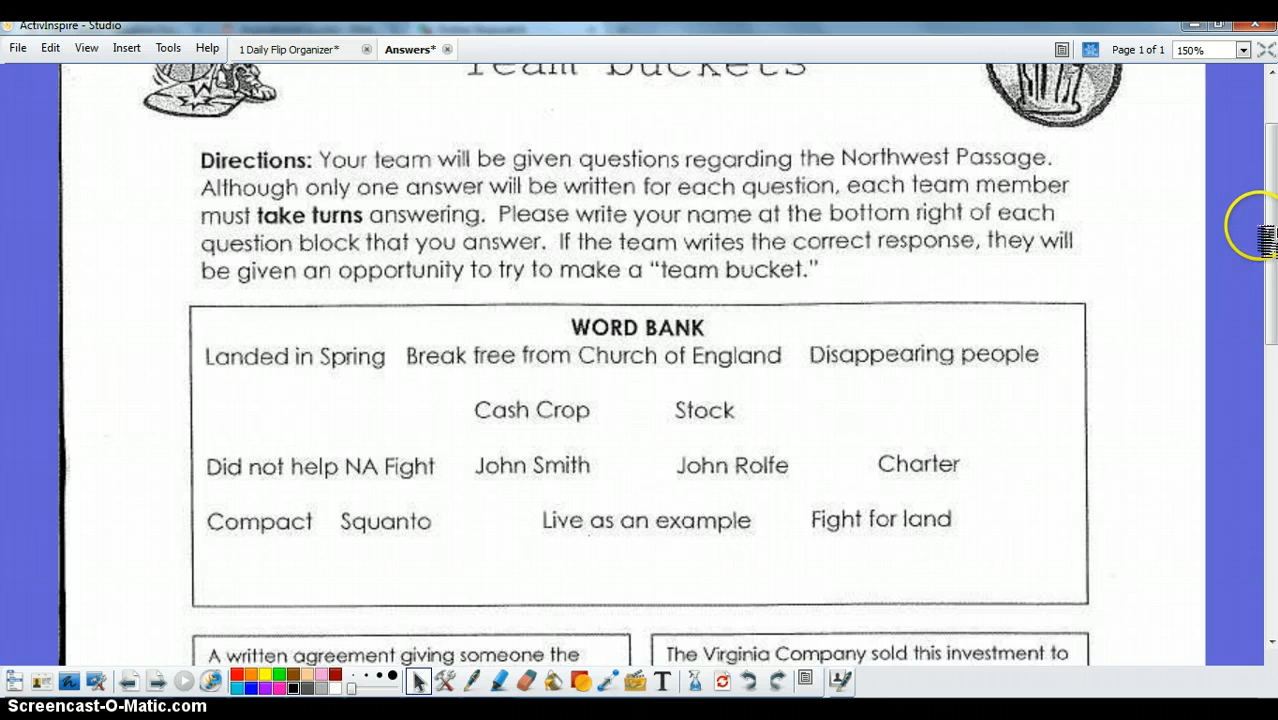 ActivInspire - Studio
File Edit View Insert Tools Help 1 Daily Flip Organizer* Answers* Page 1 of 1 150%
Team Buckets
Directions: Your team will be given questions regarding the Northwest Passage.
Although only one answer will be written for each question, each team member
must take turns answering. Please write your name at the bottom right of each
question block that you answer. If the team writes the correct response, they will
be given an opportunity to try to make a “team bucket.”
WORD BANK
Landed in Spring Break free from Church of England Disappearing people
Cash Crop Stock
Did not help NA Fight John Smith John Rolfe Charter
Compact Squanto Live as an example Fight for land
A written agreement giving someone the
The Virginia Company sold this investment to
Screencast-O-Matic.com